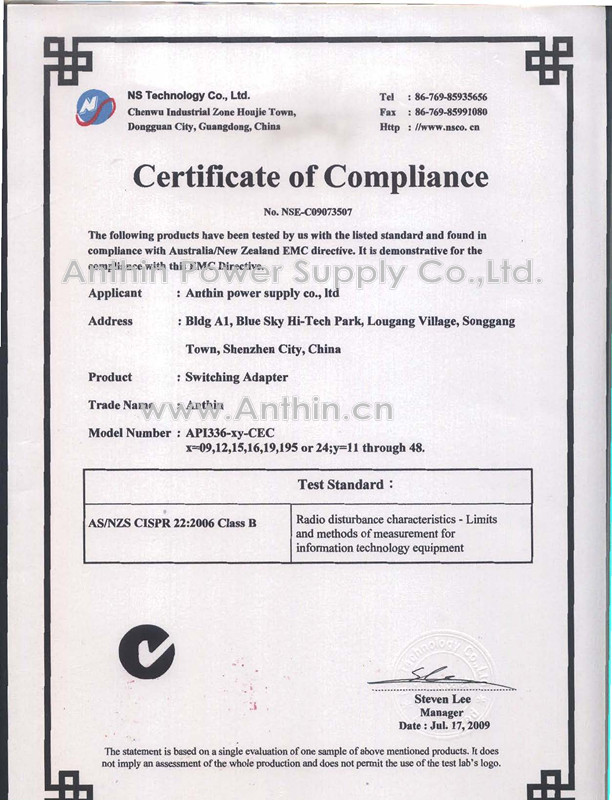 NS Technology Co., Ltd.
Chenwu Industrial Zone Houjie Town,
Dongguan City, Guangdong, China
Tel : 86-769-85935656
Fax : 86-769-85991080
Http : //www.nsco. cn
Certificate of Compliance
No. NSE-C09073507
The following products have been tested by us with the listed standard and found in
compliance with Australia/New Zealand EMC directive. It is demonstrative for the
compliance with this EMC Directive.
Anthin Power Supply Co.,Ltd.
Applicant : Anthin power supply co., ltd
Address : Bldg A1, Blue Sky Hi-Tech Park, Lougang Village, Songgang
Town, Shenzhen City, China
Product : Switching Adapter
Trade Name : Anthin
www.Anthin.cn
Model Number : API336-xy-CEC
x=09,12,15,16,19,195 or 24;y=11 through 48.
Test Standard :
AS/NZS CISPR 22:2006 Class B
Radio disturbance characteristics - Limits
and methods of measurement for
information technology equipment
Steven Lee
Manager
Date : Jul. 17, 2009
The statement is based on a single evaluation of one sample of above mentioned products. It does
not imply an assessment of the whole production and does not permit the use of the test lab's logo.